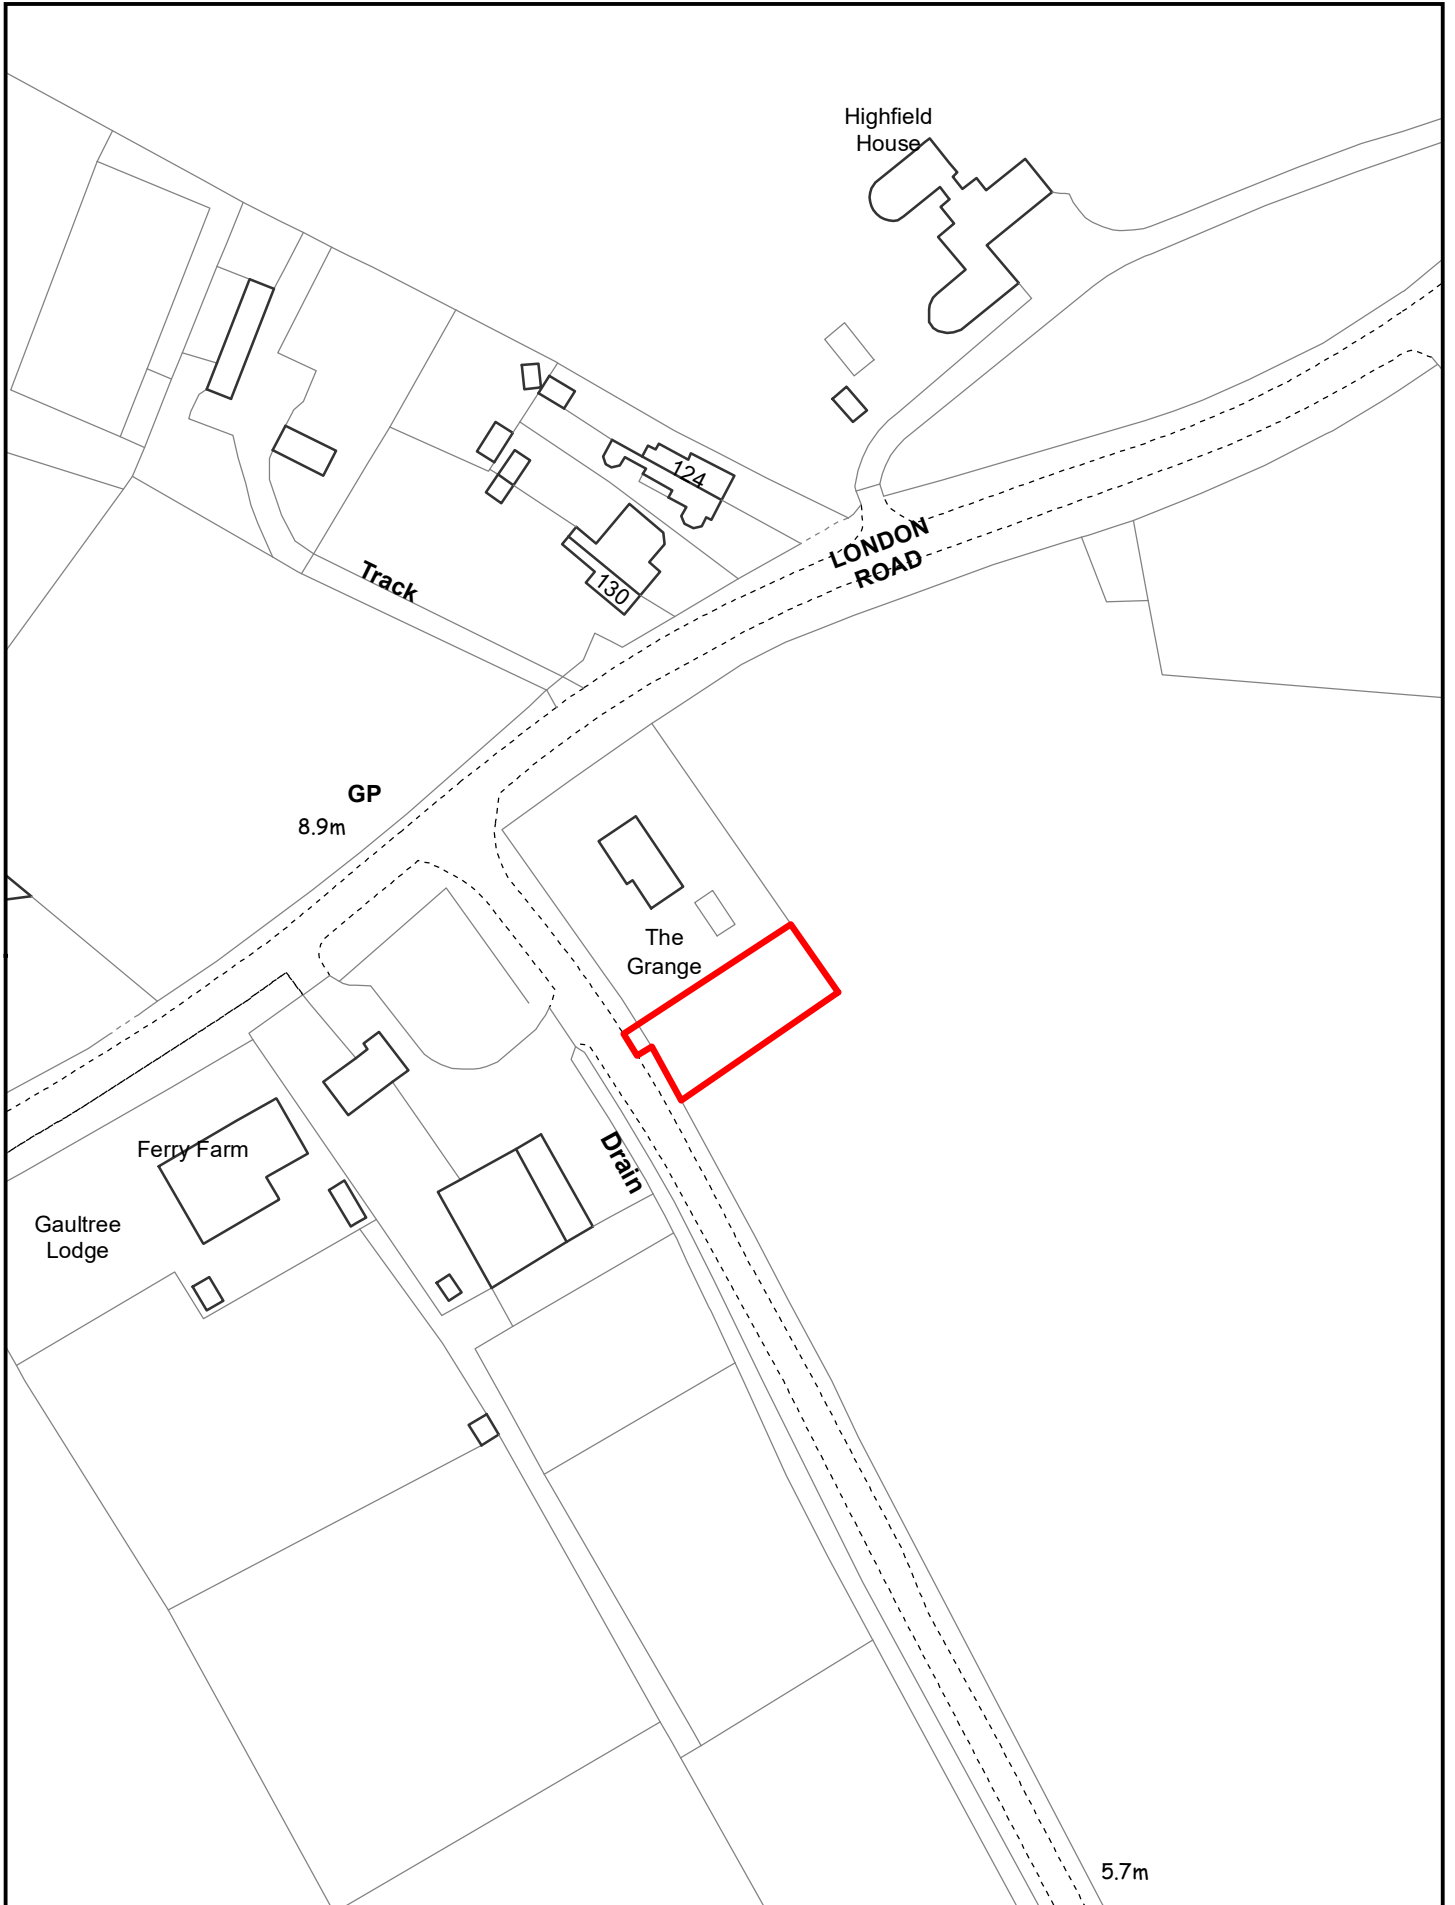 Highfield
House
124
LONDON
ROAD
Track
130
GP
8.9m
The
Grange
Ferry Farm
Drain
Gaultree
Lodge
5.7m